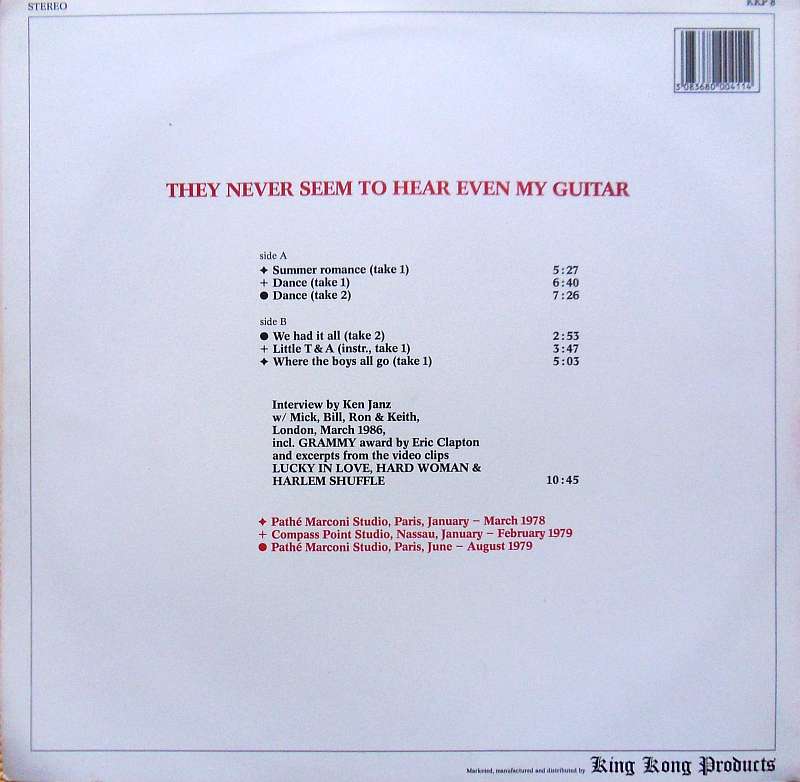 STEREO
KKP 8
3 083680 004114
THEY NEVER SEEM TO HEAR EVEN MY GUITAR
side A
✦ Summer romance (take 1) 5:27
+ Dance (take 1) 6:40
● Dance (take 2) 7:26
side B
● We had it all (take 2) 2:53
+ Little T & A (instr., take 1) 3:47
✦ Where the boys all go (take 1) 5:03
Interview by Ken Janz
w/ Mick, Bill, Ron & Keith,
London, March 1986,
incl. GRAMMY award by Eric Clapton
and excerpts from the video clips
LUCKY IN LOVE, HARD WOMAN &
HARLEM SHUFFLE 10:45
✦ Pathé Marconi Studio, Paris, January – March 1978
+ Compass Point Studio, Nassau, January – February 1979
● Pathé Marconi Studio, Paris, June – August 1979
Marketed, manufactured and distributed by King Kong Products